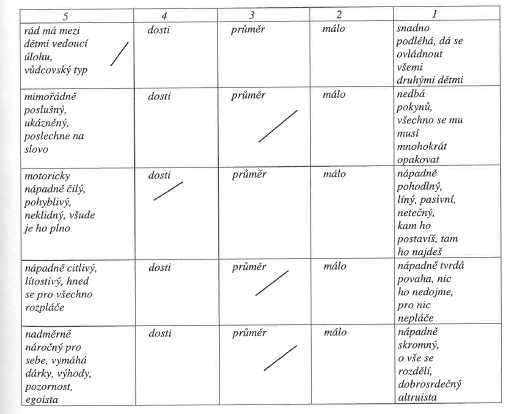 5 4 3 2 1
rád má mezi dosti průměr málo snadno
dětmi vedoucí podléhá, dá se
úlohu, ovládnout
vůdcovský typ všemi
druhými dětmi
mimořádně dosti průměr málo nedbá
poslušný, pokynů,
ukázněný, všechno se mu
poslechne na musí
slovo mnohokrát
opakovat
motoricky dosti průměr málo nápadně
nápadně čilý, pohodlný,
pohyblivý, líný, pasivní,
neklidný, všude netečný,
je ho plno kam ho
postavíš, tam
ho najdeš
nápadně citlivý, dosti průměr málo nápadně tvrdá
lítostivý, hned povaha, nic
se pro všechno ho nedojme,
rozpláče pro nic
nepláče
nadměrně dosti průměr málo nápadně
náročný pro skromný,
sebe, vymáhá o vše se
dárky, výhody, rozdělí,
pozornost, dobrosrdečný
egoista altruista